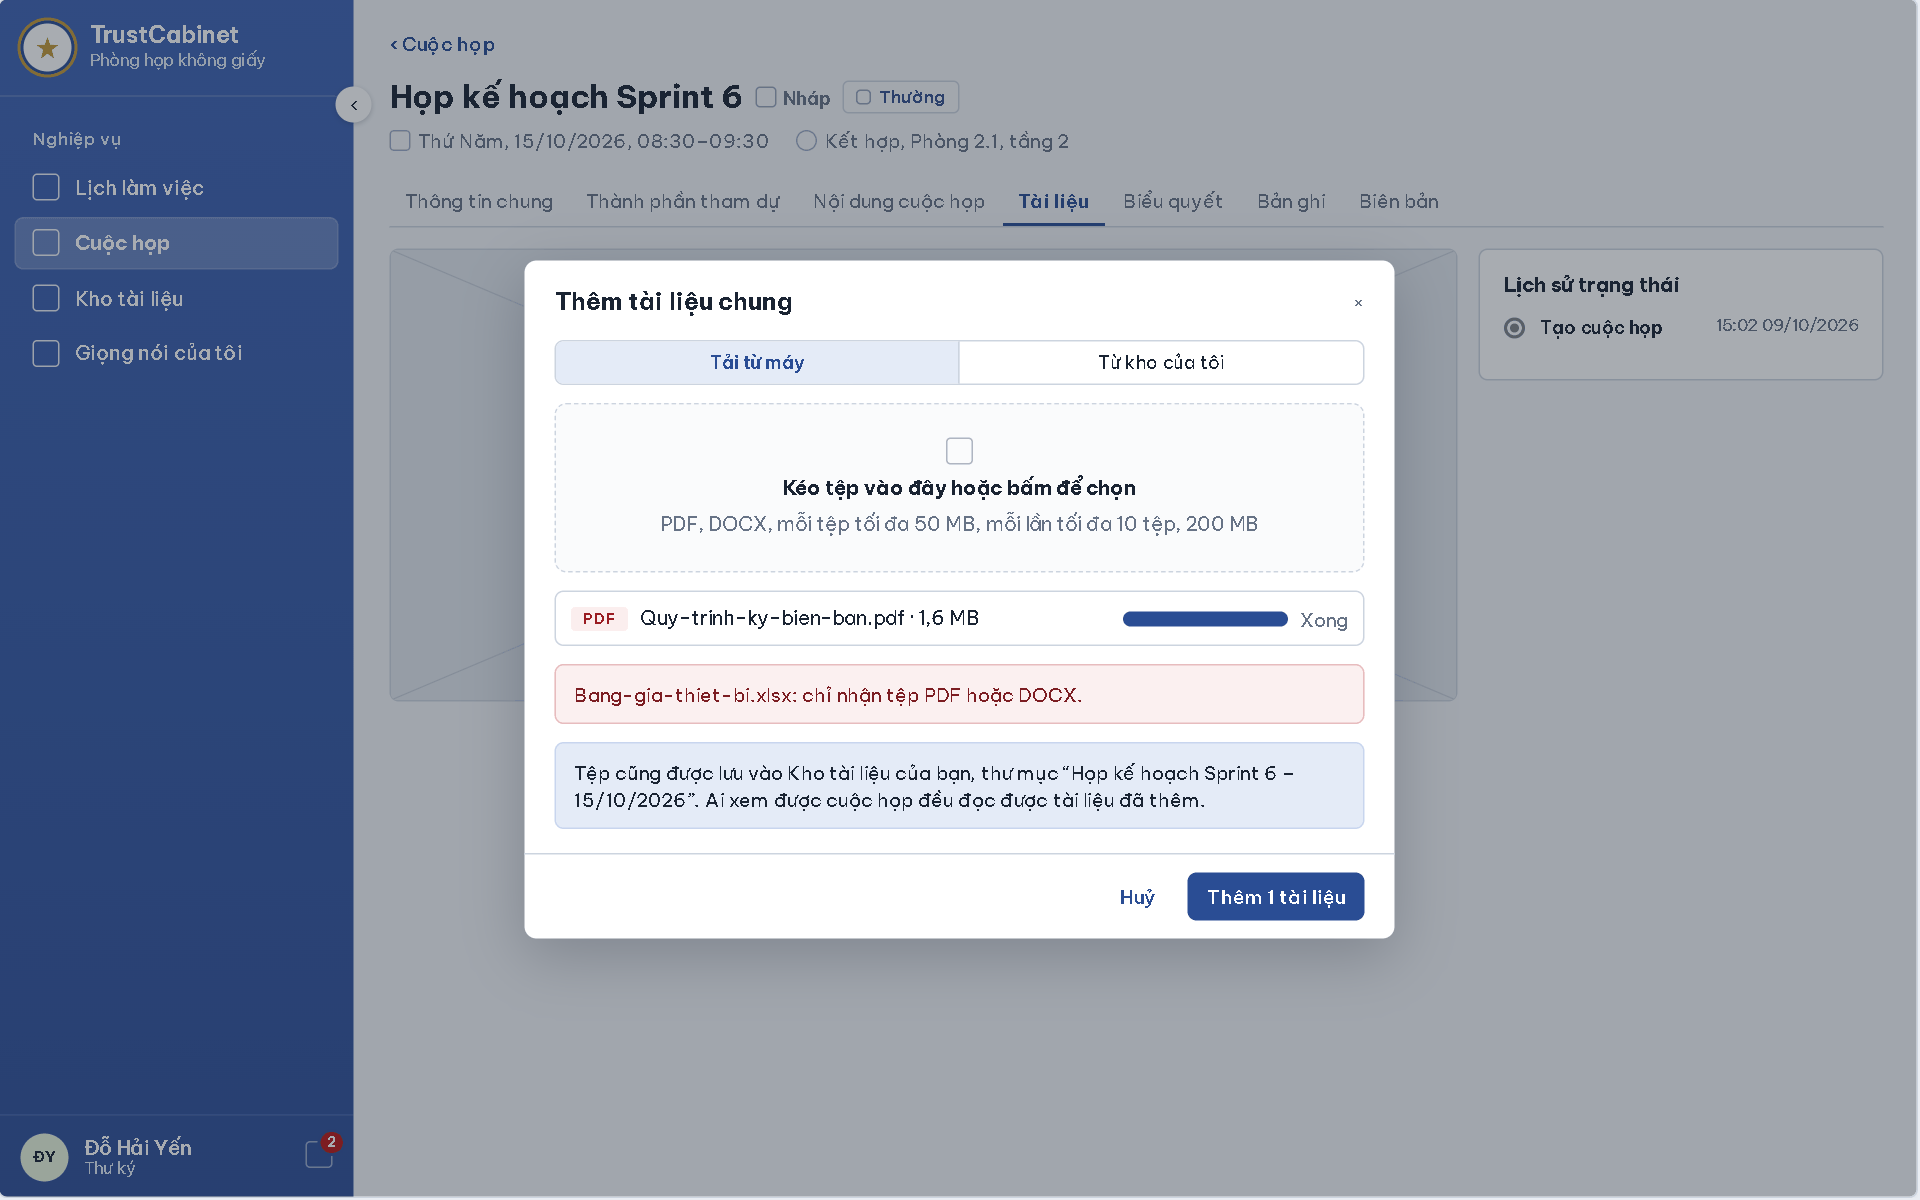 TrustCabinet
Phòng họp không giấy
Nghiệp vụ
Lịch làm việc
Cuộc họp
Kho tài liệu
Giọng nói của tôi
ĐY
Đỗ Hải Yến
Thư ký
2
‹ Cuộc họp
Họp kế hoạch Sprint 6
Nháp
Thường
Thứ Năm, 15/10/2026, 08:30–09:30
Kết hợp, Phòng 2.1, tầng 2
Thông tin chung
Thành phần tham dự
Nội dung cuộc họp
Tài liệu
Biểu quyết
Bản ghi
Biên bản
Lịch sử trạng thái
Tạo cuộc họp
15:02 09/10/2026
Thêm tài liệu chung
×
Tải từ máy
Từ kho của tôi
Kéo tệp vào đây hoặc bấm để chọn
PDF, DOCX, mỗi tệp tối đa 50 MB, mỗi lần tối đa 10 tệp, 200 MB
PDF
Quy-trinh-ky-bien-ban.pdf · 1,6 MB
Xong
Bang-gia-thiet-bi.xlsx: chỉ nhận tệp PDF hoặc DOCX.
Tệp cũng được lưu vào Kho tài liệu của bạn, thư mục “Họp kế hoạch Sprint 6 –
15/10/2026”. Ai xem được cuộc họp đều đọc được tài liệu đã thêm.
Huỷ
Thêm 1 tài liệu